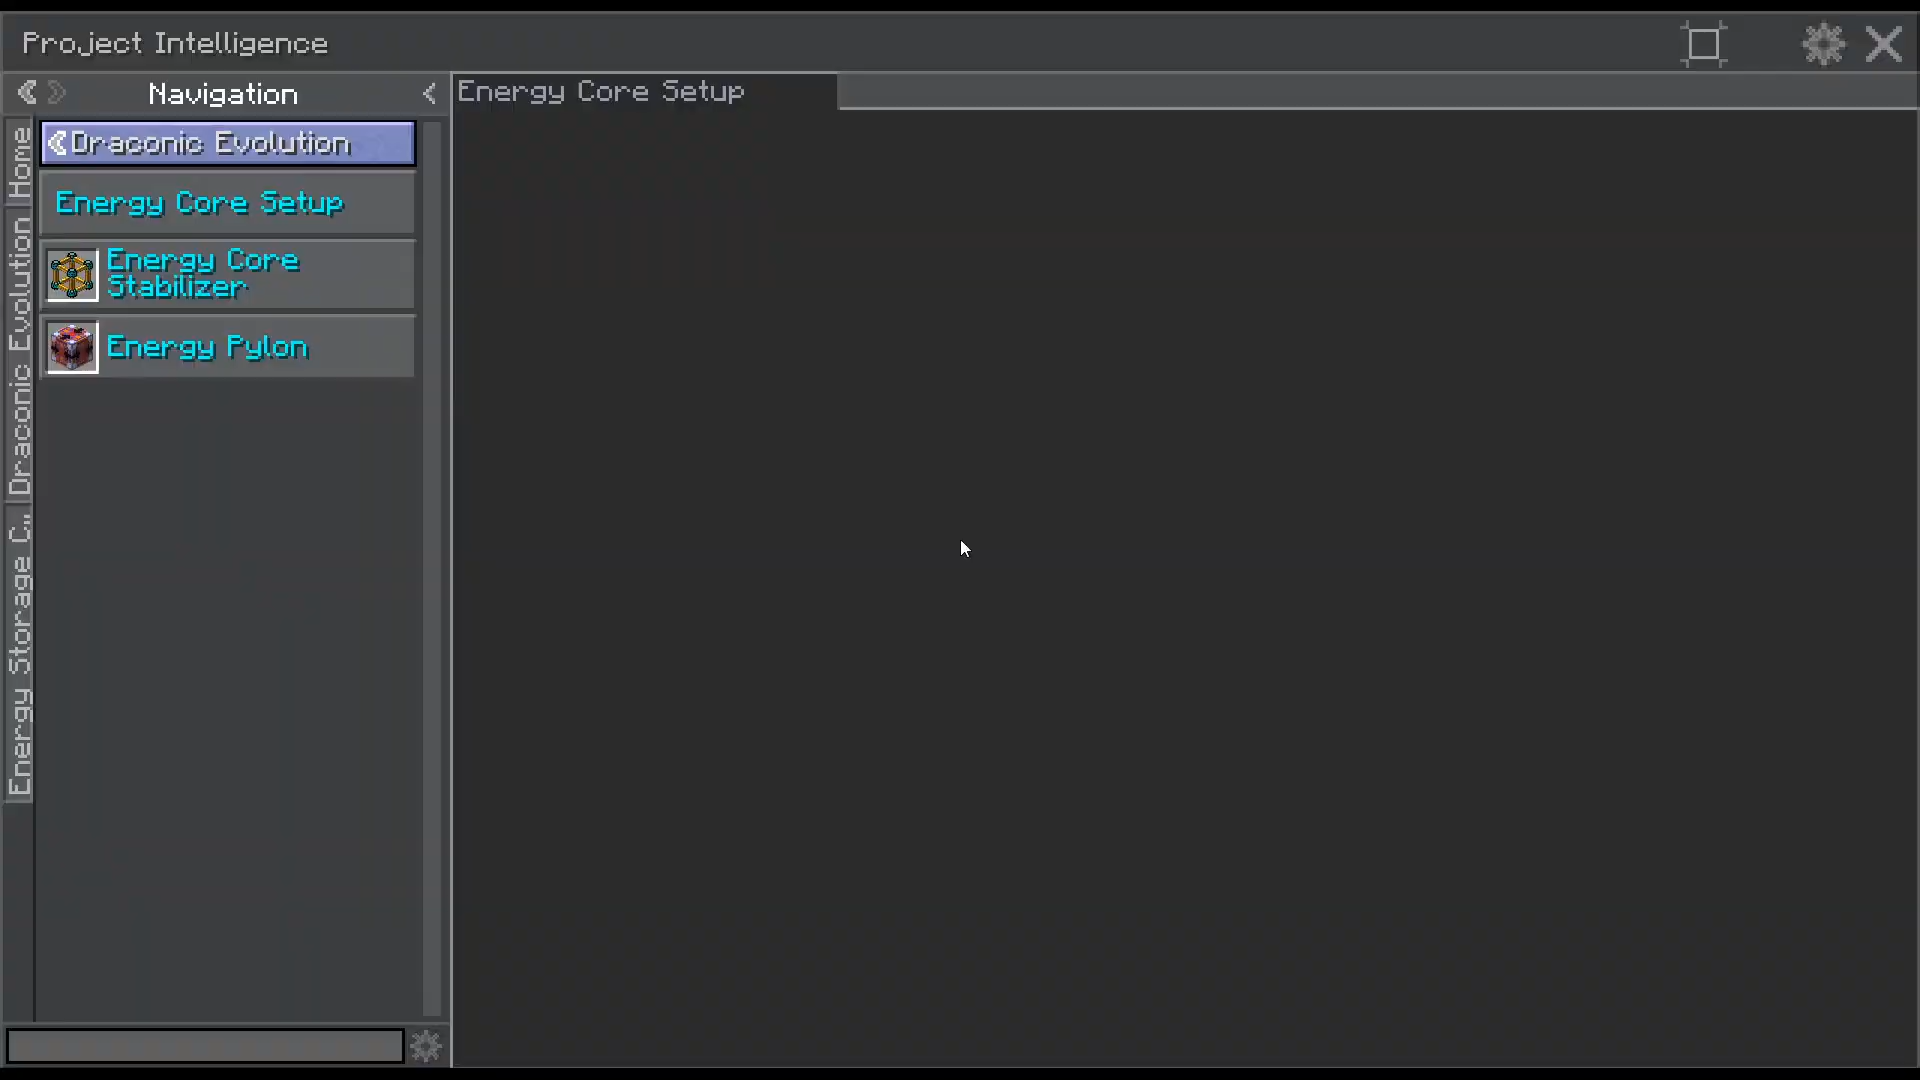 Project Intelligence
Navigation
Energy Core Setup
Draconic Evolution
Energy Core Setup
Energy Core
Stabilizer
Energy Pylon
Home
Draconic Evolution
Energy Storage C..